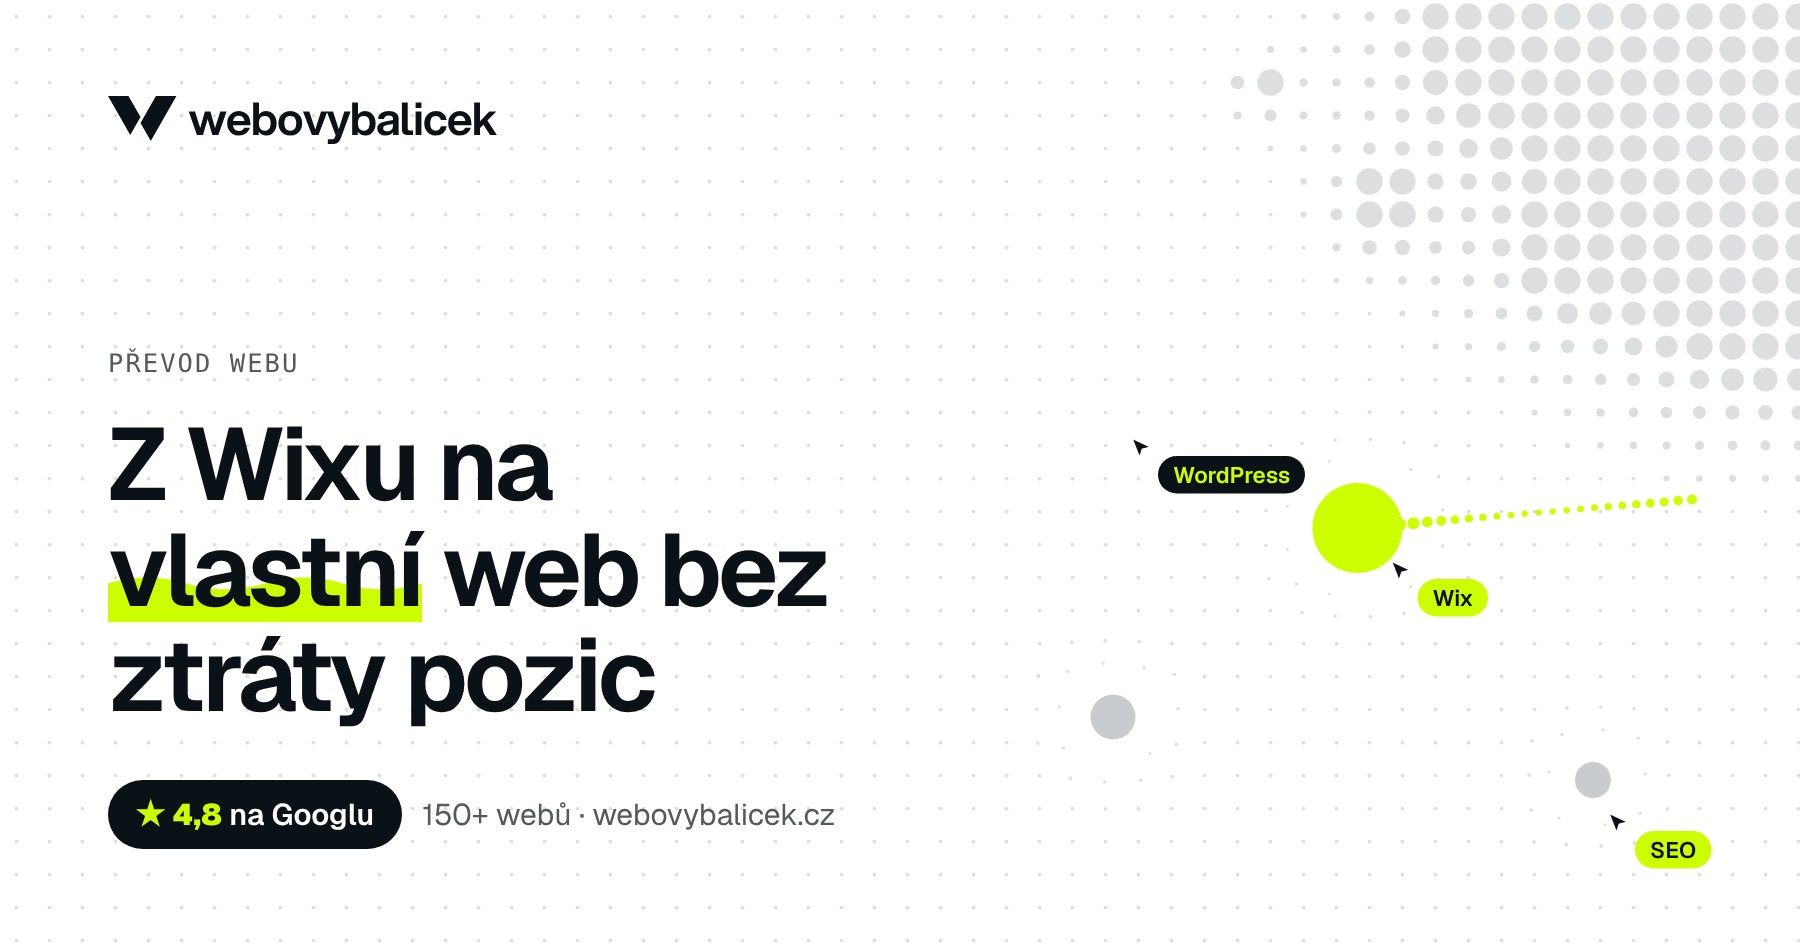 webovybalicek
PŘEVOD WEBU
Z Wixu na
vlastní web bez
ztráty pozic
★ 4,8 na Googlu
150+ webů · webovybalicek.cz
WordPress
Wix
SEO